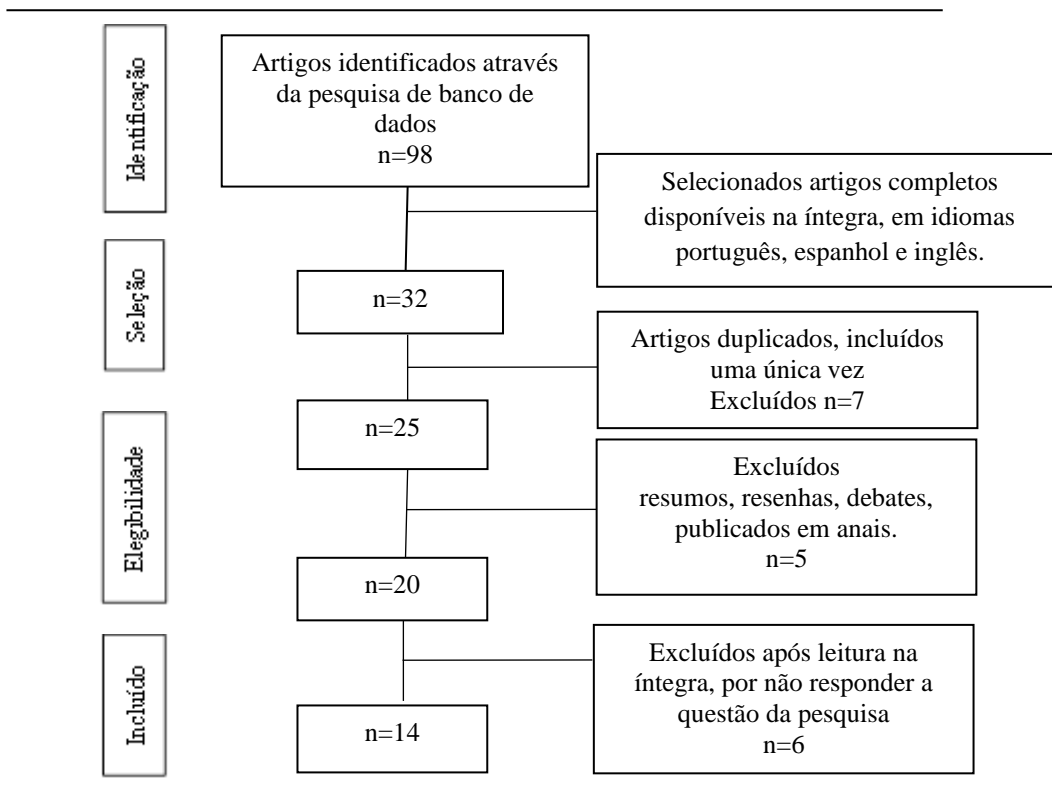 Identificação
Artigos identificados através
da pesquisa de banco de
dados
n=98
Selecionados artigos completos
disponíveis na íntegra, em idiomas
português, espanhol e inglês.
Seleção
n=32
Artigos duplicados, incluídos
uma única vez
Excluídos n=7
Elegibilidade
n=25
Excluídos
resumos, resenhas, debates,
publicados em anais.
n=5
n=20
Incluído
Excluídos após leitura na
íntegra, por não responder a
questão da pesquisa
n=6
n=14